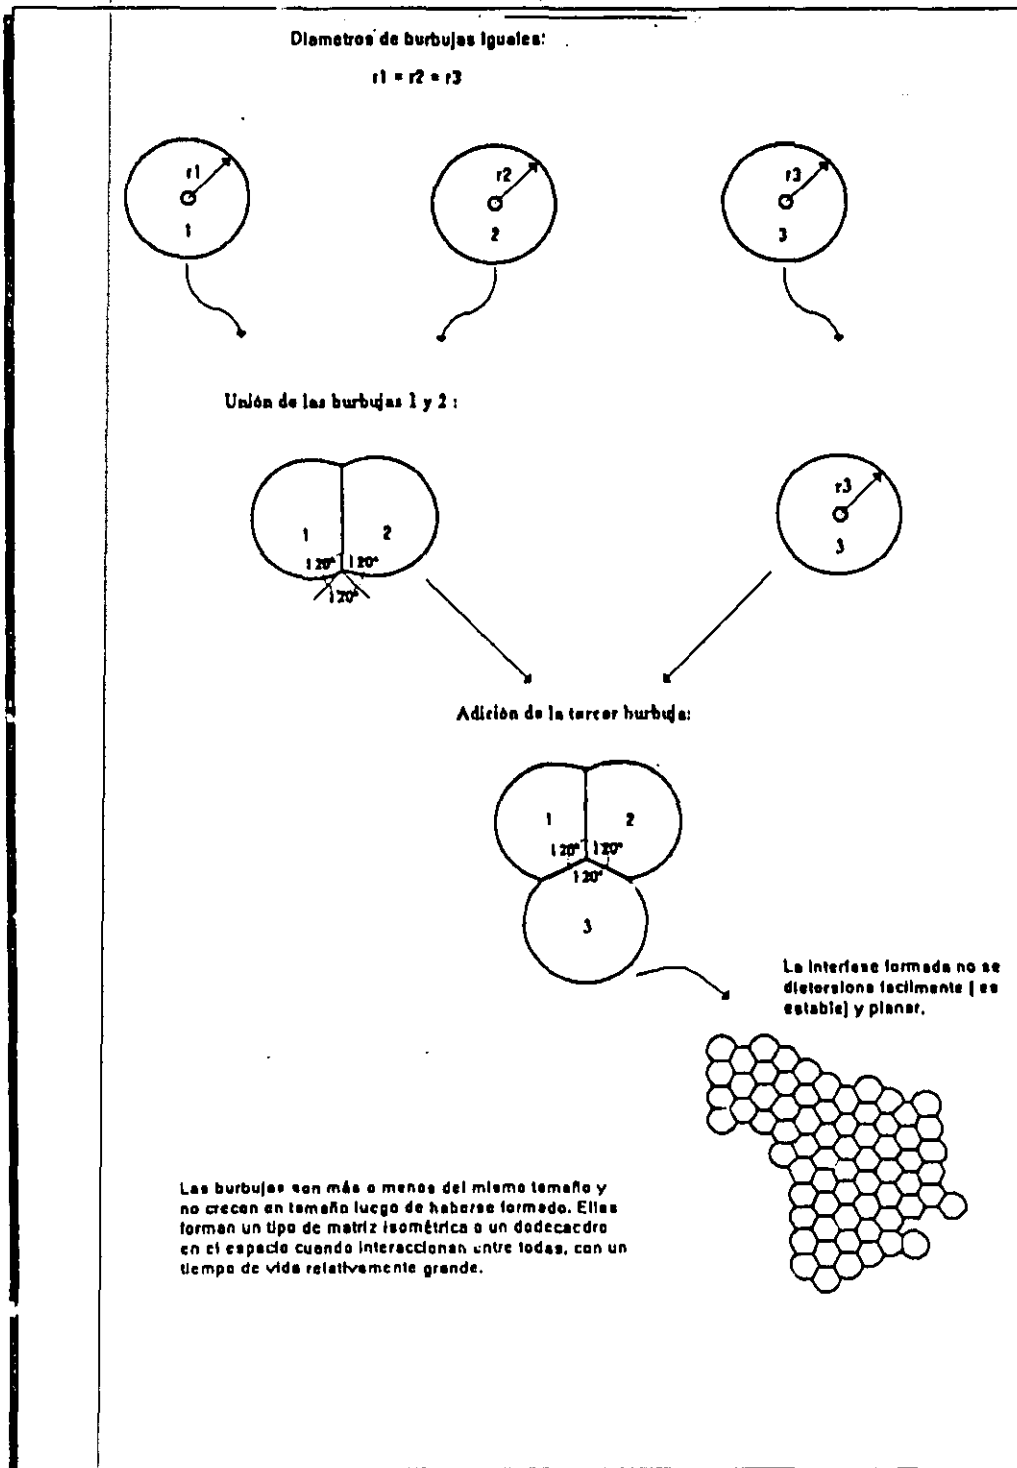 Diametros de burbujas iguales:
r1 = r2 = r3
r1
1
r2
2
r3
3
Unión de las burbujas 1 y 2 :
1
2
120°
120°
120°
r3
3
Adición de la tercer burbuja:
1
2
120°
120°
120°
3
La interfase formada no se
distorsiona facilmente [ es
estable] y planar.
Las burbujas son más o menos del mismo tamaño y
no crecen en tamaño luego de haberse formado. Ellas
forman un tipo de matriz isométrica o un dodecaedro
en el espacio cuando interaccionan entre todas, con un
tiempo de vida relativamente grande.